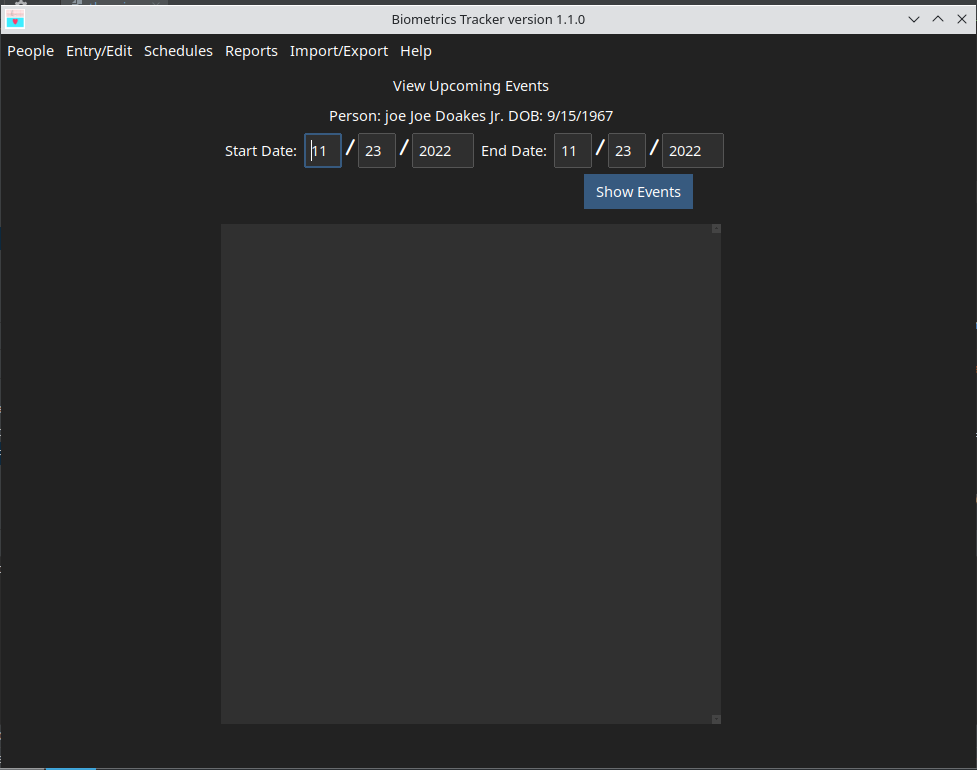 Biometrics Tracker version 1.1.0
People Entry/Edit Schedules Reports Import/Export Help
View Upcoming Events
Person: joe Joe Doakes Jr. DOB: 9/15/1967
Start Date: 11 / 23 / 2022 End Date: 11 / 23 / 2022
Show Events